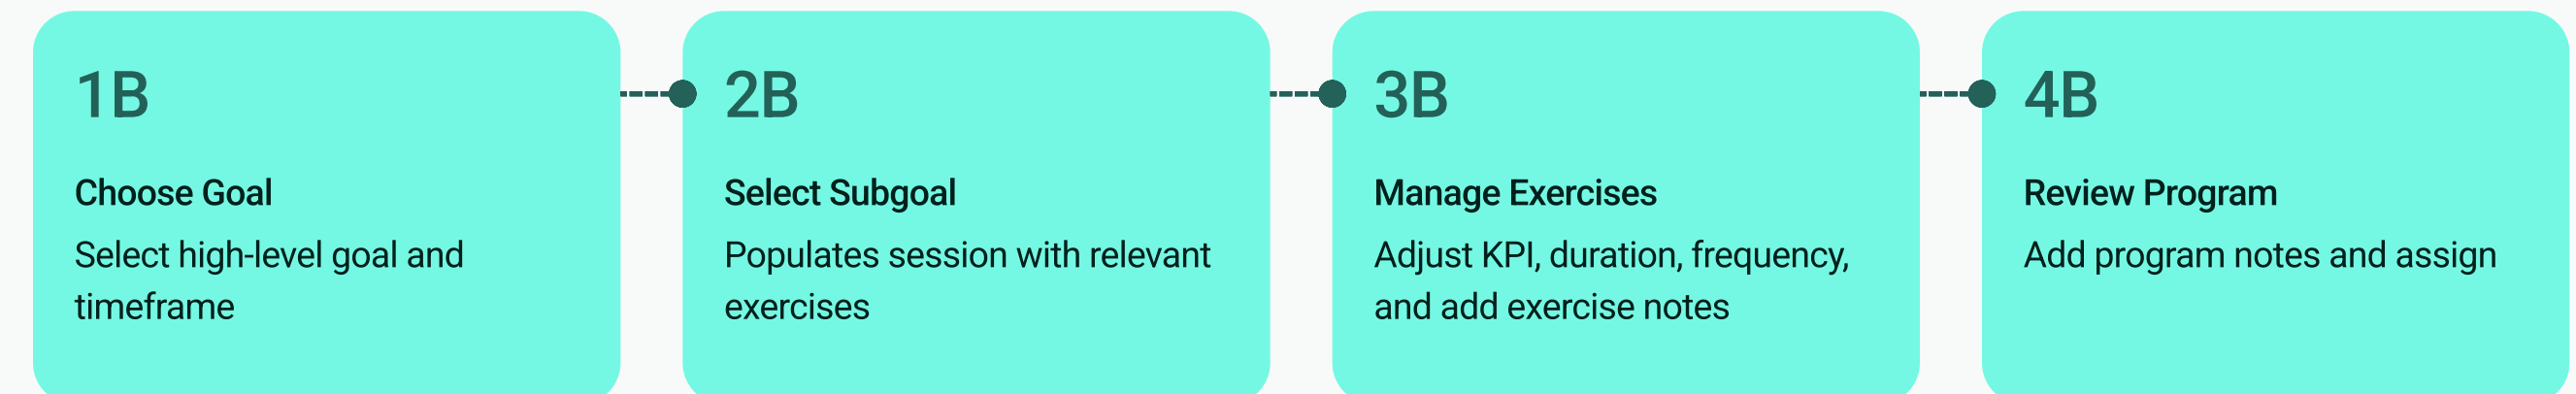 1B
Choose Goal
Select high-level goal and
timeframe
2B
Select Subgoal
Populates session with relevant
exercises
3B
Manage Exercises
Adjust KPI, duration, frequency,
and add exercise notes
4B
Review Program
Add program notes and assign